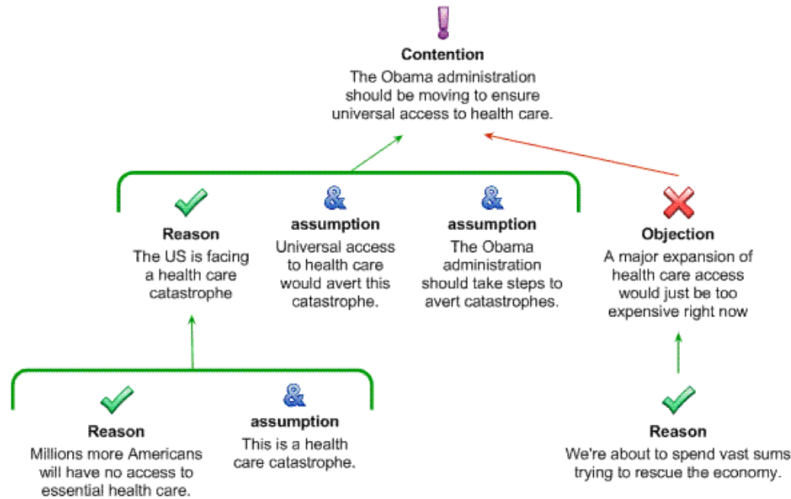 Contention
The Obama administration
should be moving to ensure
universal access to health care.
&
&
Reason
The US is facing
a health care
catastrophe
assumption
Universal access
to health care
would avert this
catastrophe.
assumption
The Obama
administration
should take steps to
avert catastrophes.
Objection
A major expansion of
health care access
would just be too
expensive right now
&
Reason
Millions more Americans
will have no access to
essential health care.
assumption
This is a health
care catastrophe.
Reason
We're about to spend vast sums
trying to rescue the economy.